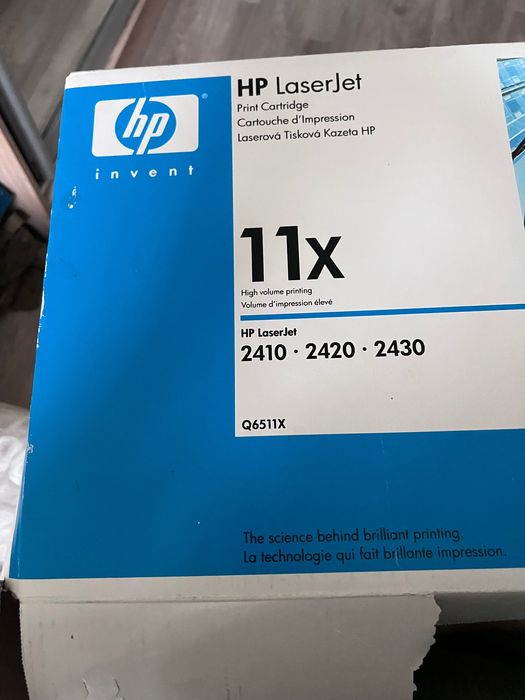 hp
®
invent
HP LaserJet
Print Cartridge
Cartouche d'Impression
Laserová Tisková Kazeta HP
11x
High volume printing
Volume d'impression élevé
HP LaserJet
2410 · 2420 · 2430
Q6511X
The science behind brilliant printing.
La technologie qui fait brillante impression.